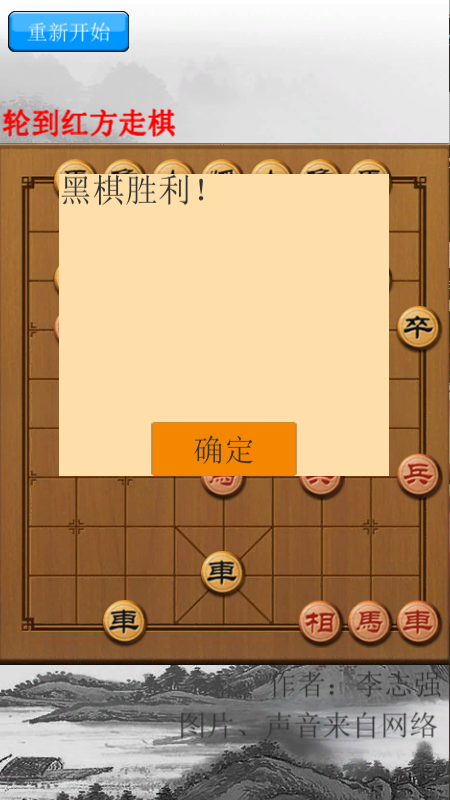 重新开始
轮到红方走棋
黑棋胜利！
卒
兵
确定
車
車
相 馬 車
作者：李志强
图片、声音来自网络